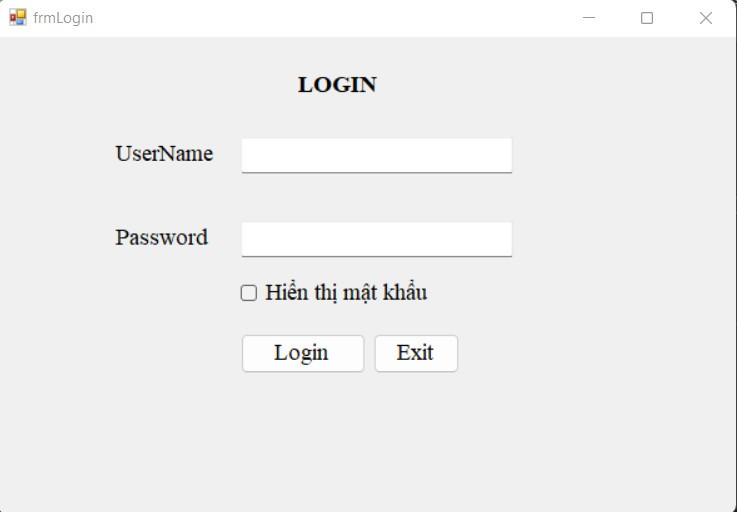 frmLogin
LOGIN
UserName
Password
Hiển thị mật khẩu
Login Exit